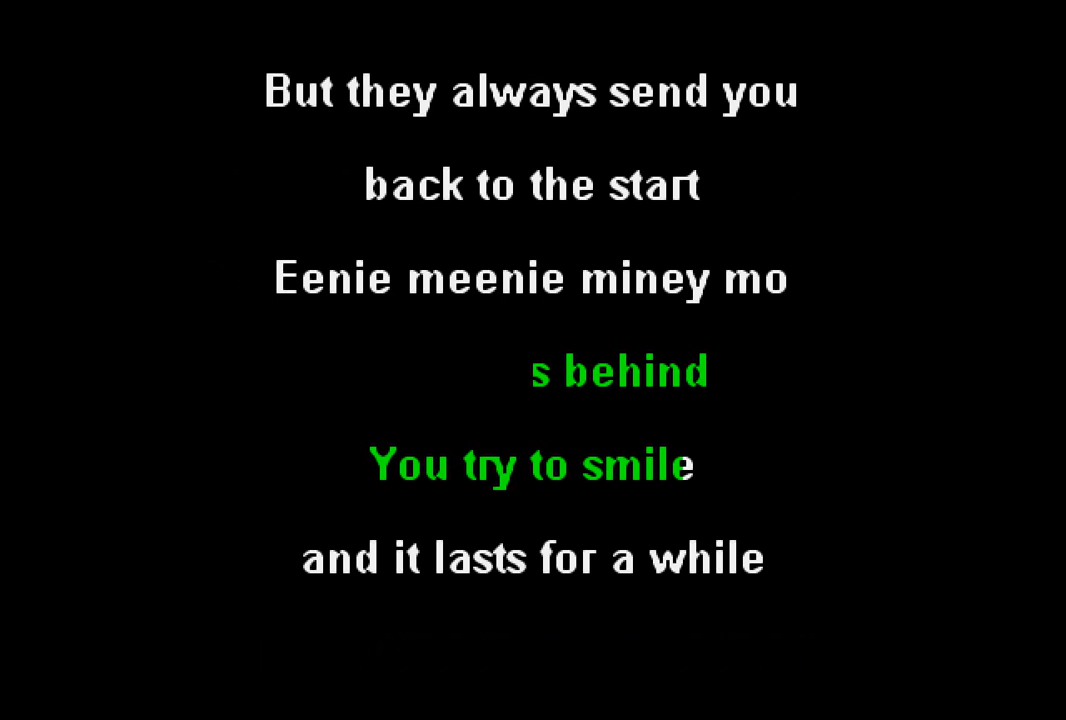 But they always send you
back to the start
Eenie meenie miney mo
s behind
You try to smile
and it lasts for a while